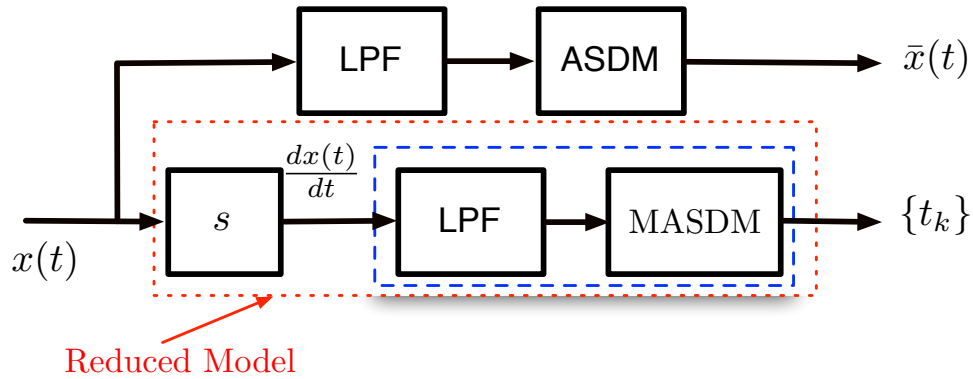 LPF
ASDM
x̄(t)
dx(t)
dt
s
LPF
MASDM
{t_k}
x(t)
Reduced Model